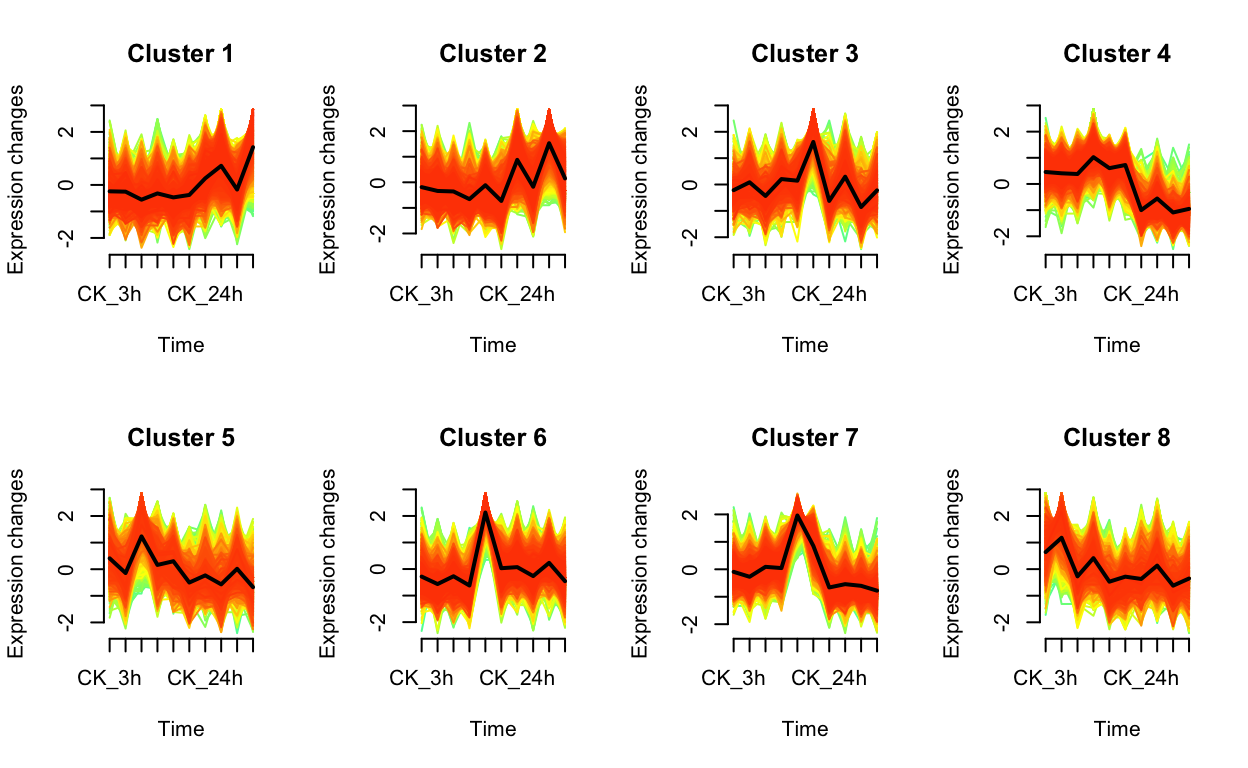 Cluster 1
Expression changes
2
0
-2
CK_3h
CK_24h
Time
Cluster 2
Expression changes
2
0
-2
CK_3h
CK_24h
Time
Cluster 3
Expression changes
2
0
-2
CK_3h
CK_24h
Time
Cluster 4
Expression changes
2
0
-2
CK_3h
CK_24h
Time
Cluster 5
Expression changes
2
0
-2
CK_3h
CK_24h
Time
Cluster 6
Expression changes
2
0
-2
CK_3h
CK_24h
Time
Cluster 7
Expression changes
2
0
-2
CK_3h
CK_24h
Time
Cluster 8
Expression changes
2
0
-2
CK_3h
CK_24h
Time